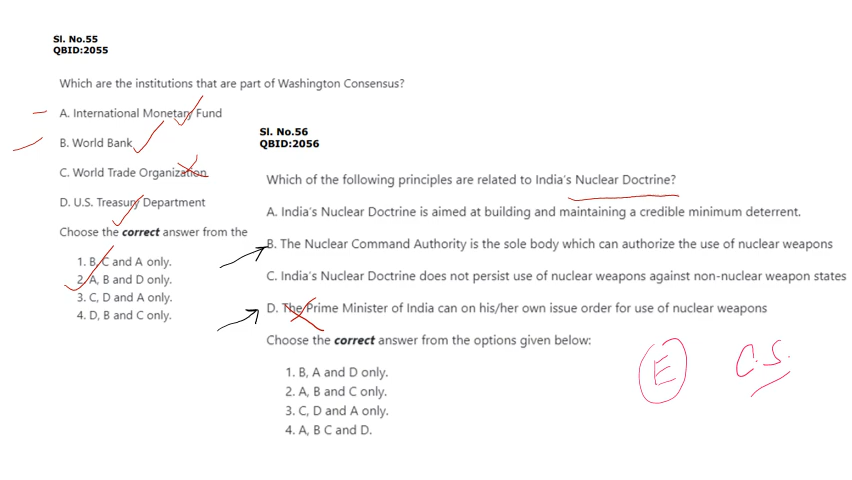 Sl. No.55
QBID:2055
Which are the institutions that are part of Washington Consensus?
A. International Monetary Fund
B. World Bank
C. World Trade Organization
D. U.S. Treasury Department
Choose the correct answer from the
1. B, C and A only.
2. A, B and D only.
3. C, D and A only.
4. D, B and C only.
Sl. No.56
QBID:2056
Which of the following principles are related to India's Nuclear Doctrine?
A. India's Nuclear Doctrine is aimed at building and maintaining a credible minimum deterrent.
B. The Nuclear Command Authority is the sole body which can authorize the use of nuclear weapons
C. India's Nuclear Doctrine does not persist use of nuclear weapons against non-nuclear weapon states
D. The Prime Minister of India can on his/her own issue order for use of nuclear weapons
Choose the correct answer from the options given below:
1. B, A and D only.
2. A, B and C only.
3. C, D and A only.
4. A, B C and D.
E C.S.